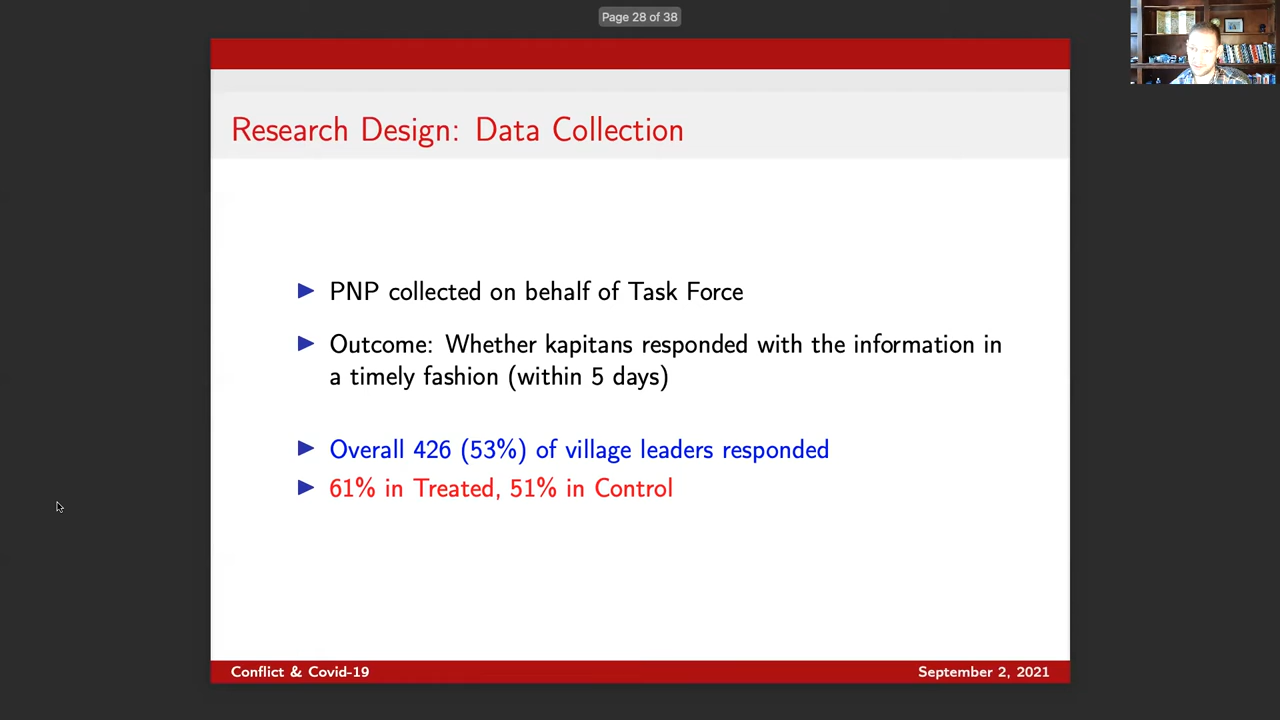 Page 28 of 38
Research Design: Data Collection
PNP collected on behalf of Task Force
Outcome: Whether kapitans responded with the information in
a timely fashion (within 5 days)
Overall 426 (53%) of village leaders responded
61% in Treated, 51% in Control
Conflict & Covid-19
September 2, 2021